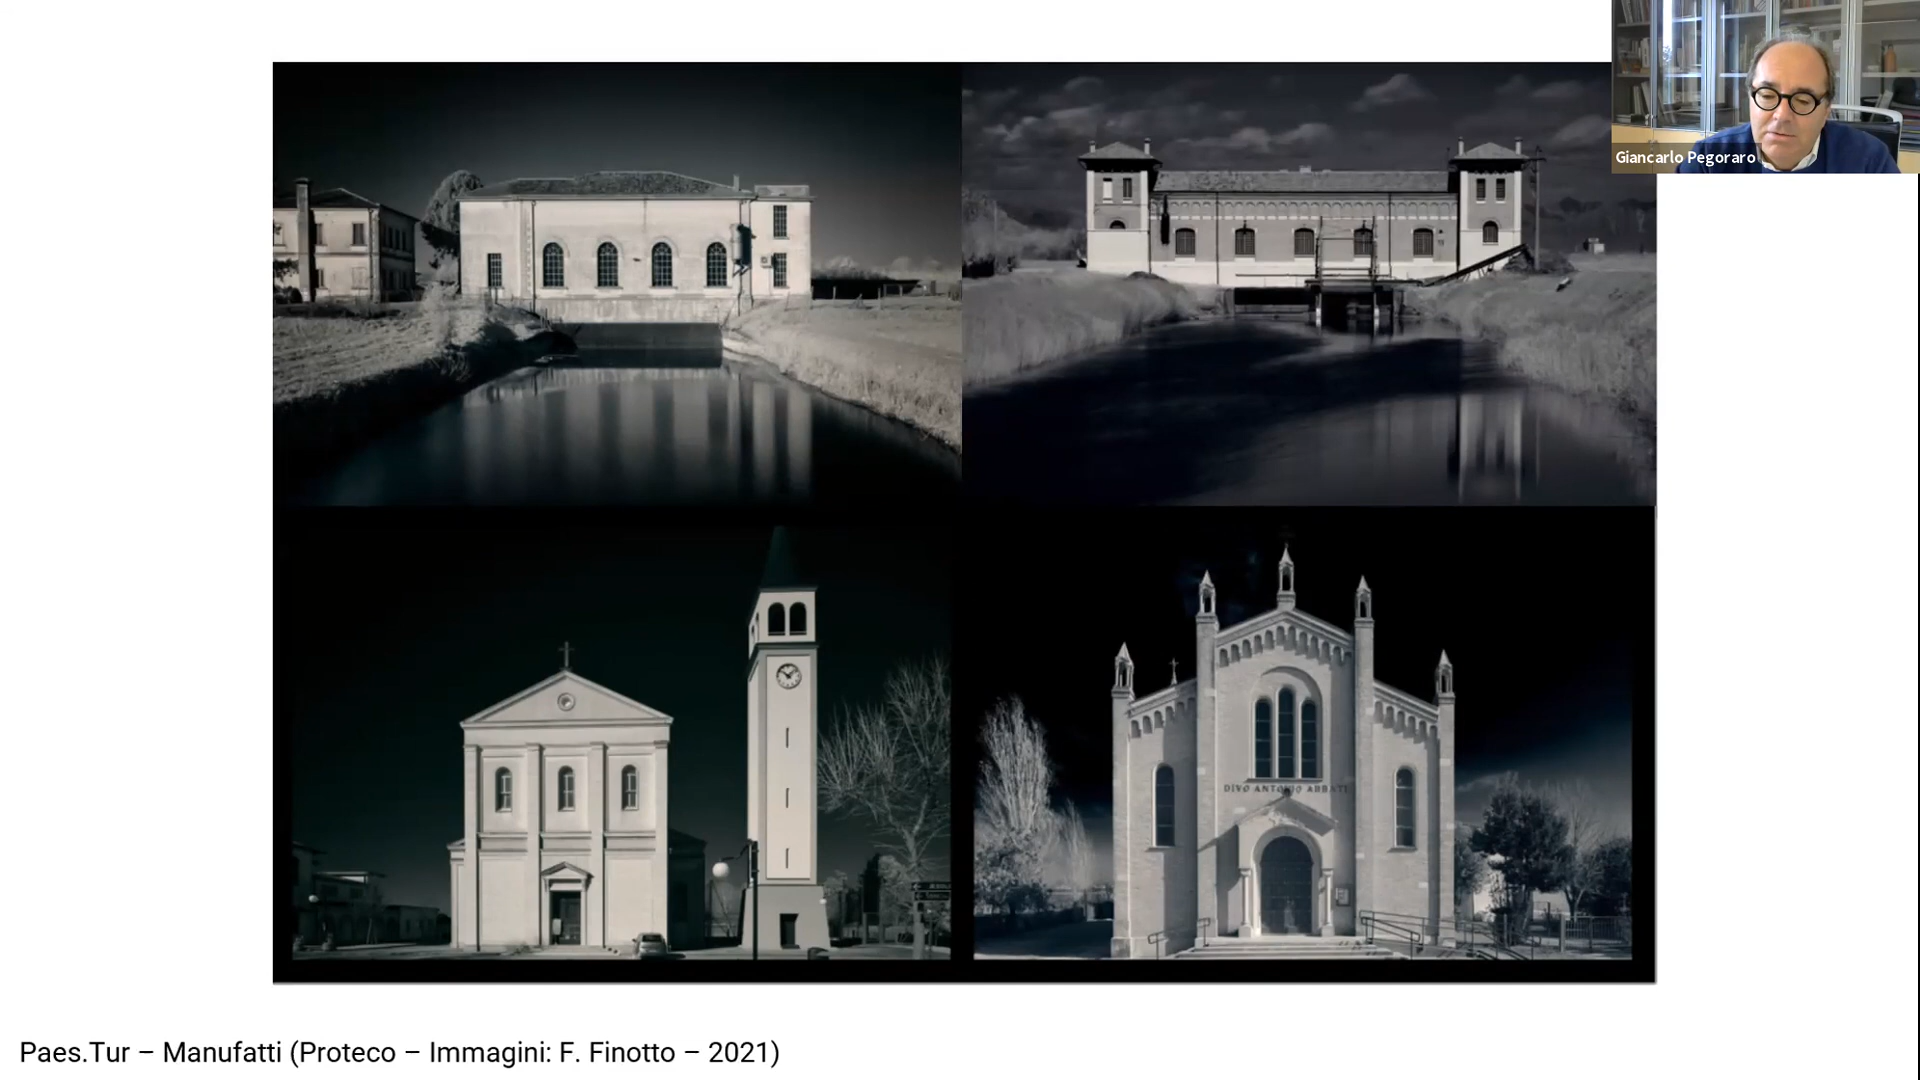 Giancarlo Pegoraro
DIVO ANTONIO ABBATI
Paes.Tur – Manufatti (Proteco – Immagini: F. Finotto – 2021)